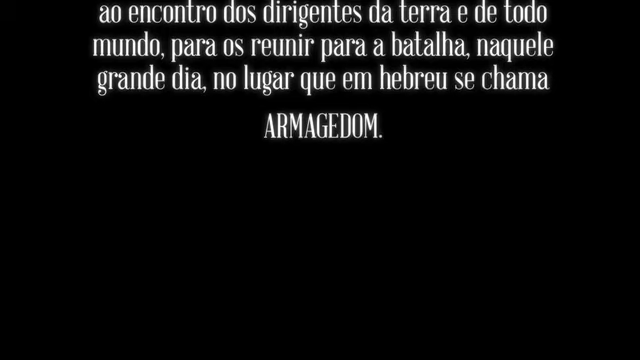 ao encontro dos dirigentes da terra e de todo
mundo, para os reunir para a batalha, naquele
grande dia, no lugar que em hebreu se chama
ARMAGEDOM.